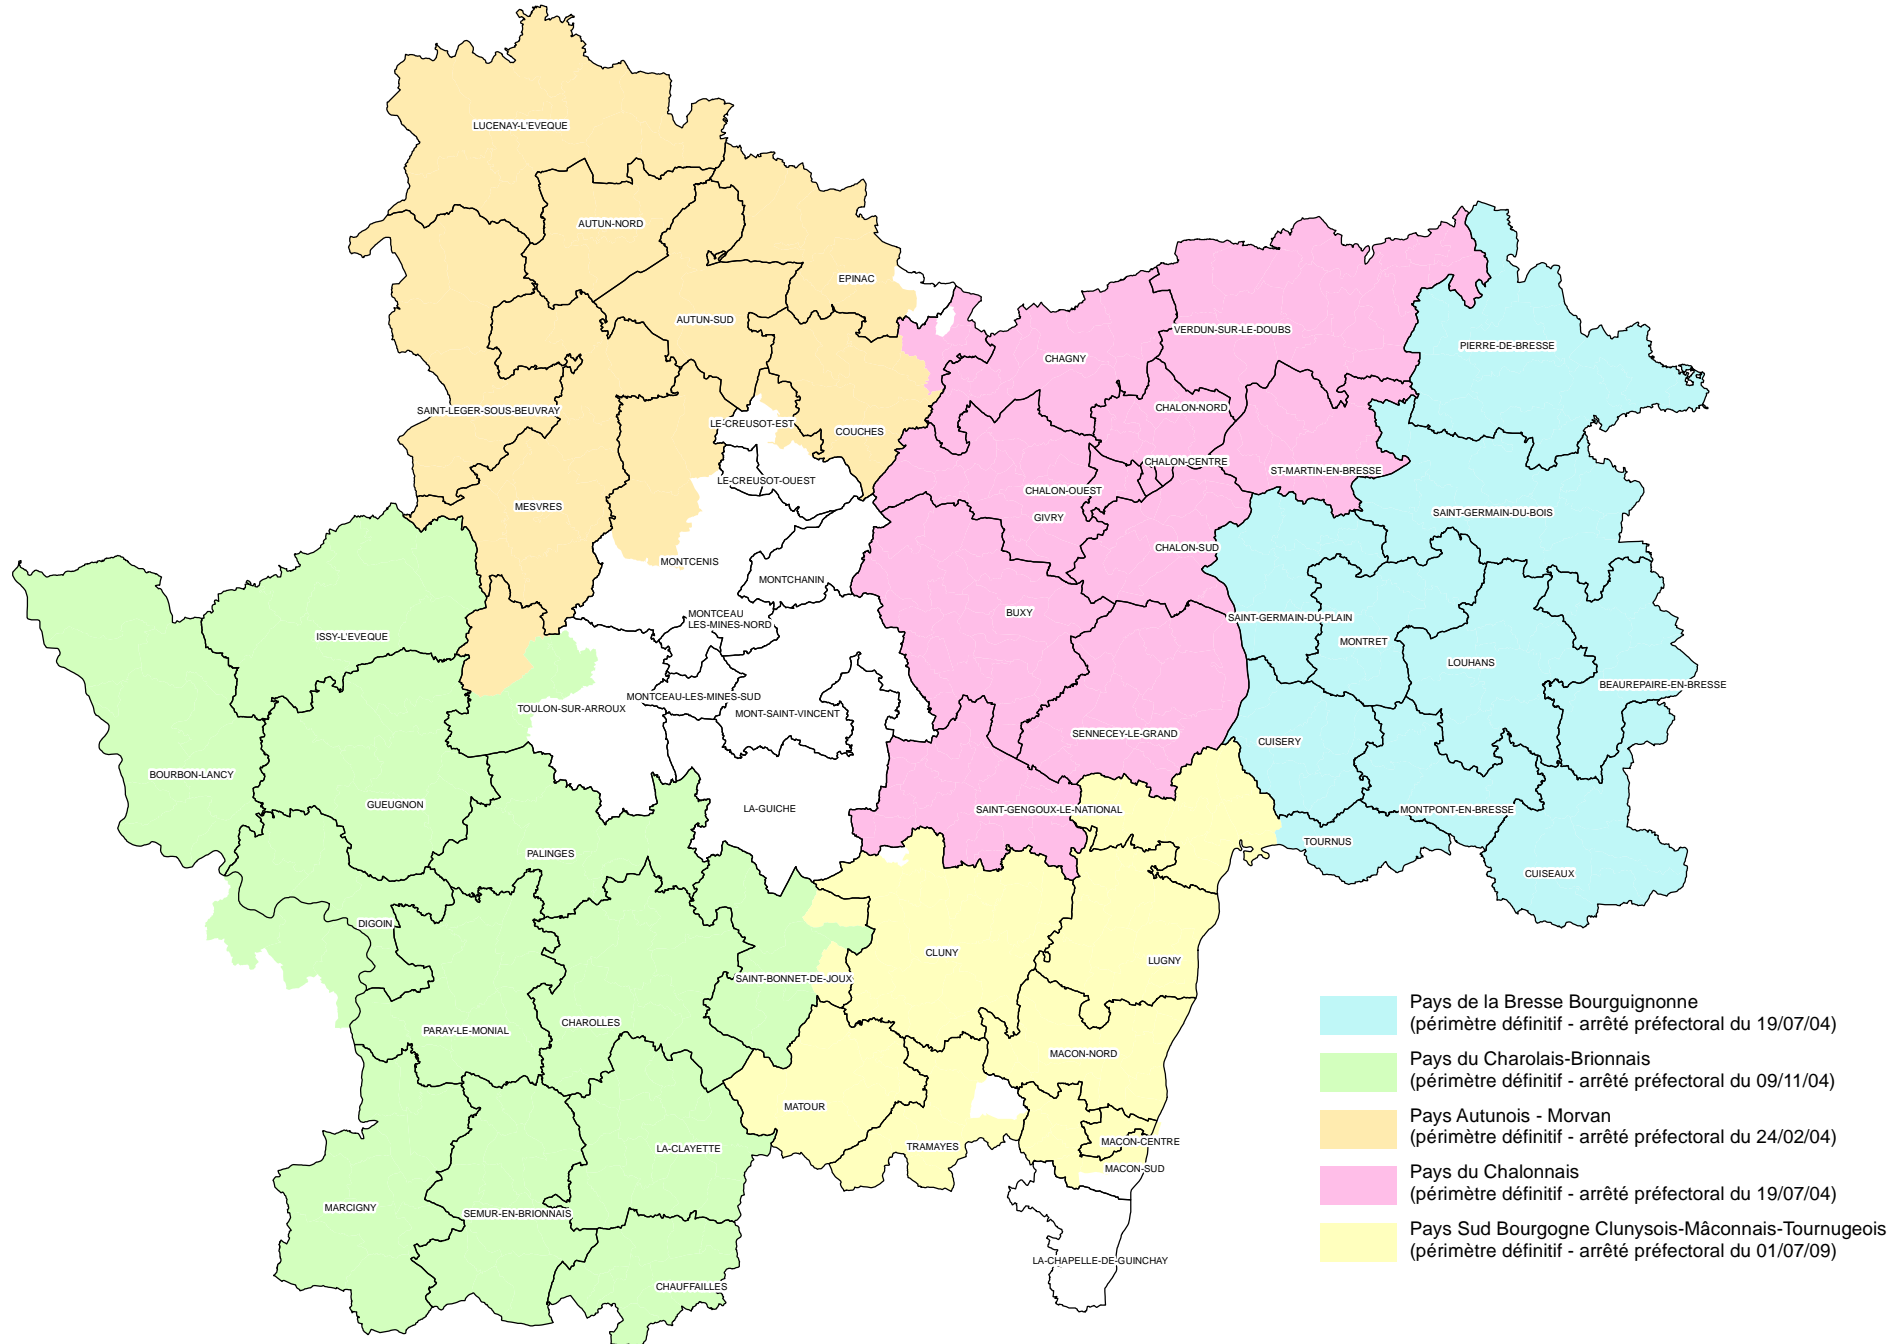 LUCENAY-L'EVEQUE
AUTUN-NORD
EPINAC
AUTUN-SUD
VERDUN-SUR-LE-DOUBS
PIERRE-DE-BRESSE
CHAGNY
SAINT-LEGER-SOUS-BEUVRAY
CHALON-NORD
LE-CREUSOT-EST
COUCHES
CHALON-CENTRE
ST-MARTIN-EN-BRESSE
LE-CREUSOT-OUEST
CHALON-OUEST
MESVRES
GIVRY
SAINT-GERMAIN-DU-BOIS
CHALON-SUD
MONTCENIS
MONTCHANIN
BUXY
MONTCEAU
LES-MINES-NORD
SAINT-GERMAIN-DU-PLAIN
ISSY-L'EVEQUE
MONTRET
LOUHANS
BEAUREPAIRE-EN-BRESSE
MONTCEAU-LES-MINES-SUD
TOULON-SUR-ARROUX
MONT-SAINT-VINCENT
SENNECEY-LE-GRAND
CUISERY
BOURBON-LANCY
GUEUGNON
LA-GUICHE
SAINT-GENGOUX-LE-NATIONAL
MONTPONT-EN-BRESSE
TOURNUS
PALINGES
CUISEAUX
DIGOIN
CLUNY
LUGNY
SAINT-BONNET-DE-JOUX
PARAY-LE-MONIAL
CHAROLLES
MACON-NORD
MATOUR
MACON-CENTRE
TRAMAYES
LA-CLAYETTE
MACON-SUD
MARCIGNY
SEMUR-EN-BRIONNAIS
LA-CHAPELLE-DE-GUINCHAY
CHAUFFAILLES
Pays de la Bresse Bourguignonne
(périmètre définitif - arrêté préfectoral du 19/07/04)
Pays du Charolais-Brionnais
(périmètre définitif - arrêté préfectoral du 09/11/04)
Pays Autunois - Morvan
(périmètre définitif - arrêté préfectoral du 24/02/04)
Pays du Chalonnais
(périmètre définitif - arrêté préfectoral du 19/07/04)
Pays Sud Bourgogne Clunysois-Mâconnais-Tournugeois
(périmètre définitif - arrêté préfectoral du 01/07/09)